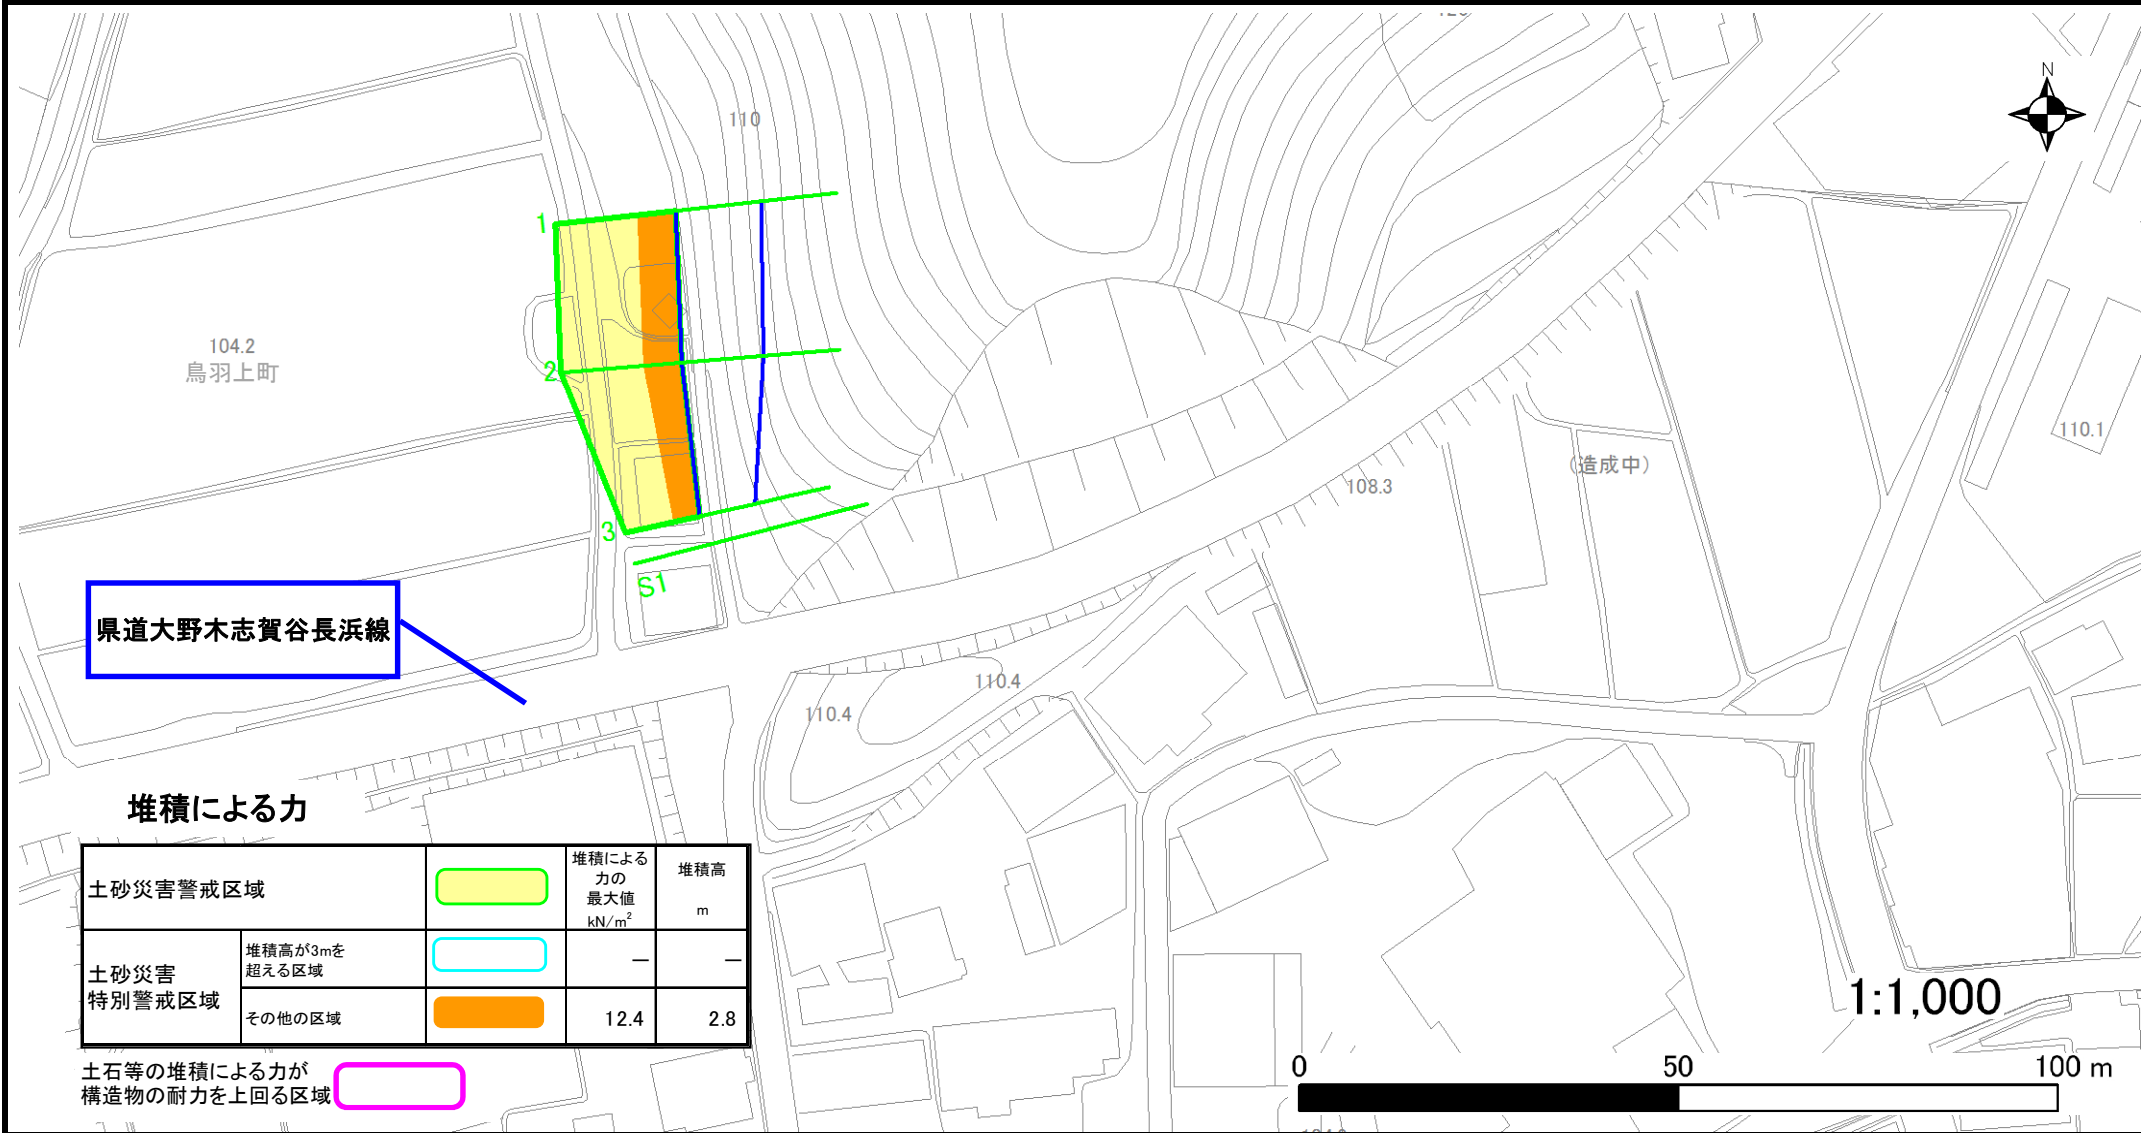 N
110
1
104.2
鳥羽上町
2
110.1
(造成中)
108.3
3
S1
県道大野木志賀谷長浜線
110.4
110.4
堆積による力
土砂災害警戒区域
堆積による
力の
最大値
kN/m²
堆積高
m
土砂災害
特別警戒区域
堆積高が3mを
超える区域
―
―
その他の区域
12.4
2.8
土石等の堆積による力が
構造物の耐力を上回る区域
1:1,000
0
50
100 m